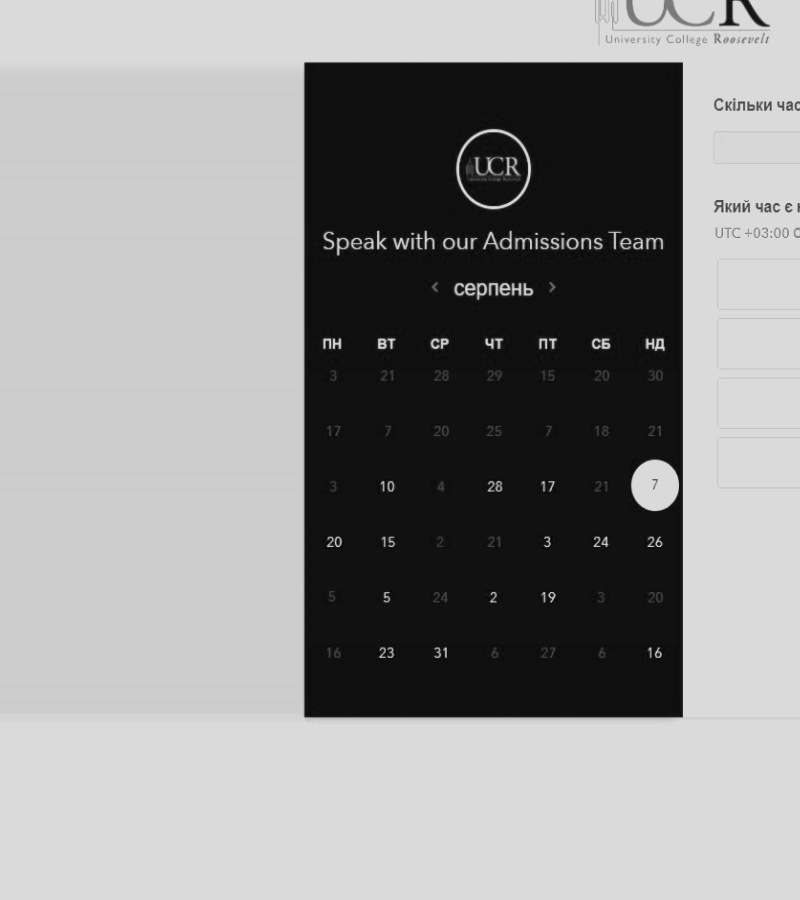 UCR
University College Roosevelt
UCR
Speak with our Admissions Team
< серпень >
ПН ВТ СР ЧТ ПТ СБ НД
3 21 28 29 15 20 30
17 7 20 25 7 18 21
3 10 4 28 17 21 7
20 15 2 21 3 24 26
5 5 24 2 19 3 20
16 23 31 6 27 6 16
Скільки час
Який час є
UTC +03:00